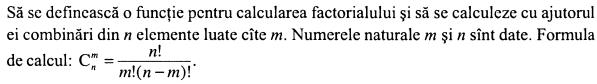 Să se definească o funcţie pentru calcularea factorialului şi să se calculeze cu ajutorul
ei combinări din n elemente luate cîte m. Numerele naturale m şi n sînt date. Formula
de calcul: C_n^m = n! / (m!(n − m)!).